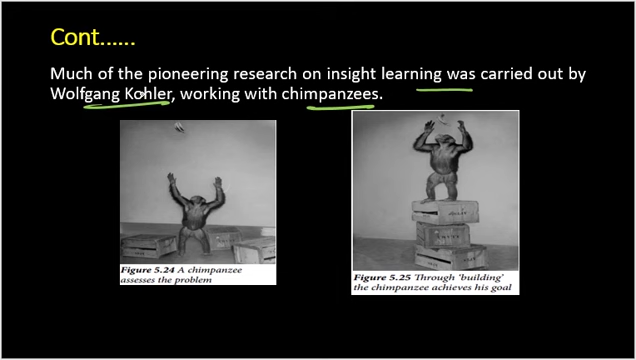 Cont......
Much of the pioneering research on insight learning was carried out by
Wolfgang Kohler, working with chimpanzees.
Figure 5.24 A chimpanzee
assesses the problem
Figure 5.25 Through 'building'
the chimpanzee achieves his goal